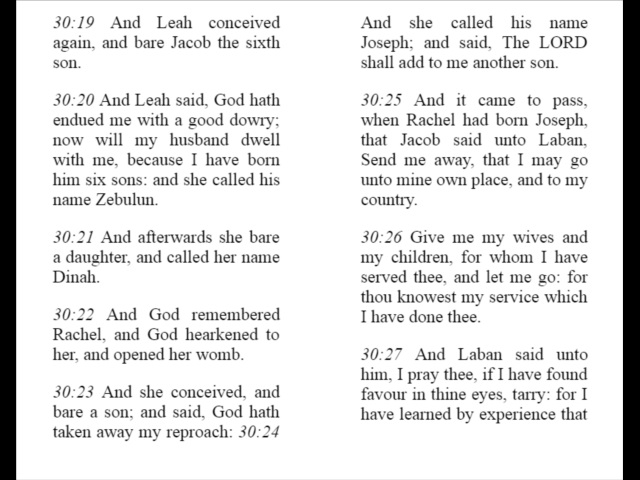 30:19 And Leah conceived
again, and bare Jacob the sixth
son.
30:20 And Leah said, God hath
endued me with a good dowry;
now will my husband dwell
with me, because I have born
him six sons: and she called his
name Zebulun.
30:21 And afterwards she bare
a daughter, and called her name
Dinah.
30:22 And God remembered
Rachel, and God hearkened to
her, and opened her womb.
30:23 And she conceived, and
bare a son; and said, God hath
taken away my reproach: 30:24
And she called his name
Joseph; and said, The LORD
shall add to me another son.
30:25 And it came to pass,
when Rachel had born Joseph,
that Jacob said unto Laban,
Send me away, that I may go
unto mine own place, and to my
country.
30:26 Give me my wives and
my children, for whom I have
served thee, and let me go: for
thou knowest my service which
I have done thee.
30:27 And Laban said unto
him, I pray thee, if I have found
favour in thine eyes, tarry: for I
have learned by experience that